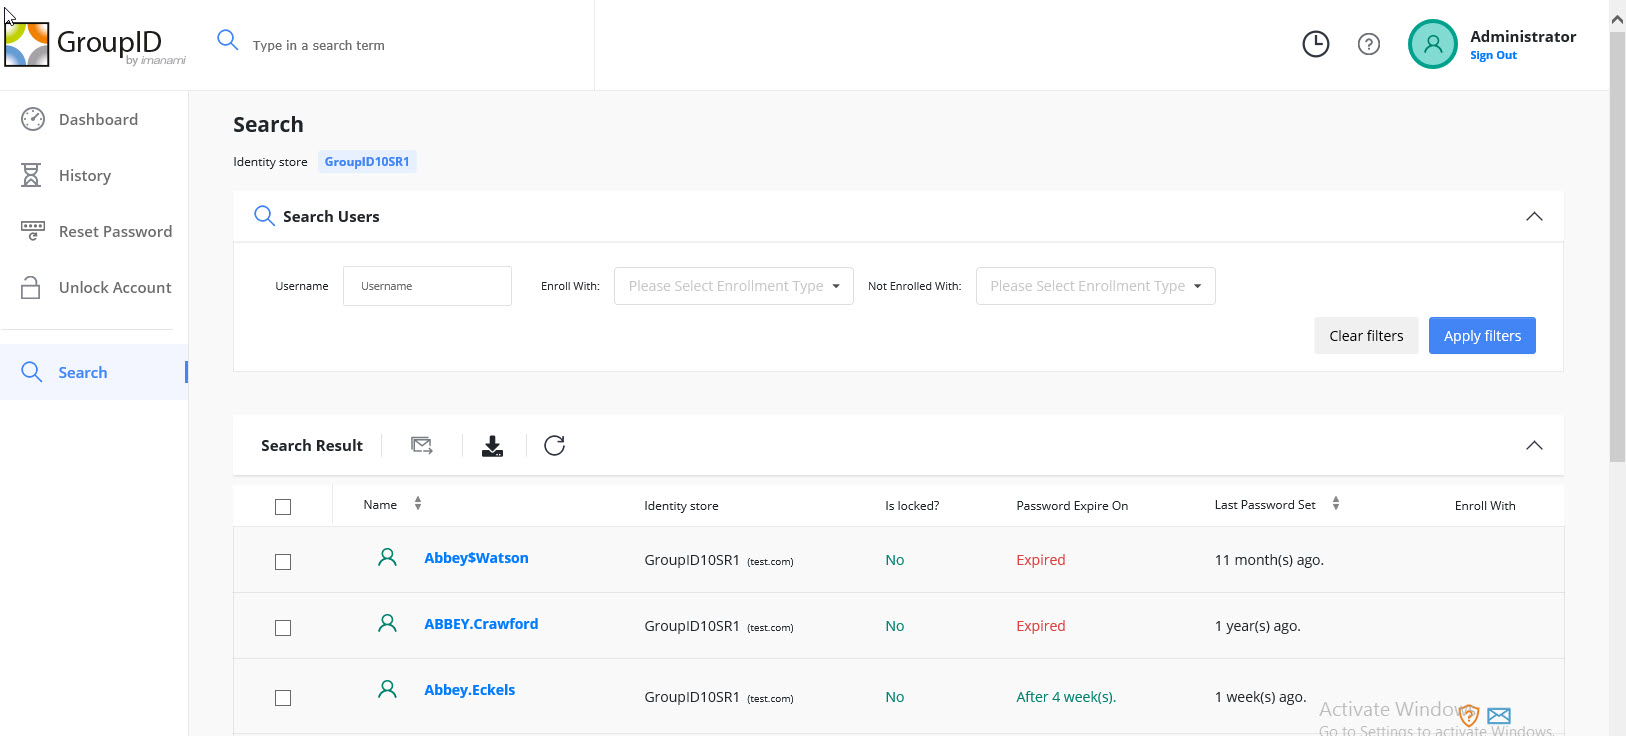 GroupID
by imanami
Type in a search term
Administrator
Sign Out
Dashboard
History
Reset Password
Unlock Account
Search
Search
Identity store GroupID10SR1
Search Users
Username Username Enroll With: Please Select Enrollment Type Not Enrolled With: Please Select Enrollment Type
Clear filters Apply filters
Search Result
Name Identity store Is locked? Password Expire On Last Password Set Enroll With
Abbey$Watson GroupID10SR1 (test.com) No Expired 11 month(s) ago.
ABBEY.Crawford GroupID10SR1 (test.com) No Expired 1 year(s) ago.
Abbey.Eckels GroupID10SR1 (test.com) No After 4 week(s). 1 week(s) ago.
Activate Windows
Go to Settings to activate Windows.